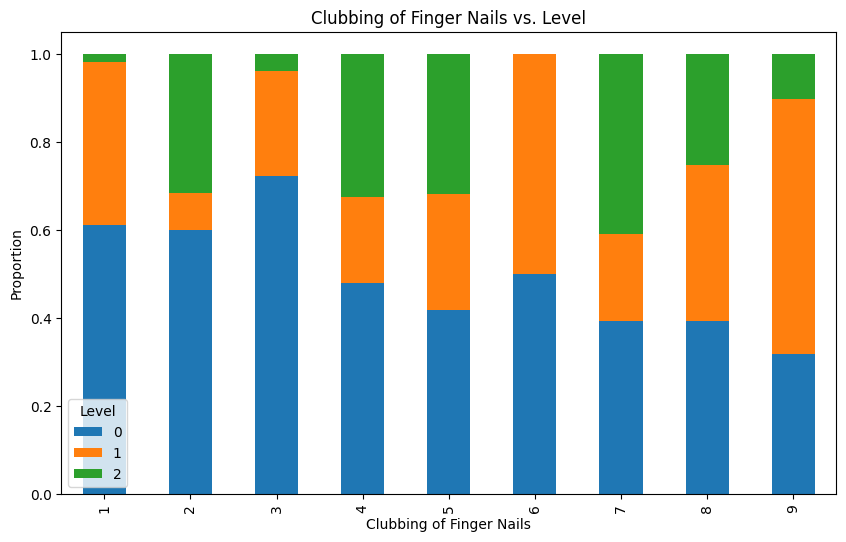 Clubbing of Finger Nails vs. Level
Proportion
1.0
0.8
0.6
0.4
0.2
0.0
Level
0
1
2
1 2 3 4 5 6 7 8 9
Clubbing of Finger Nails